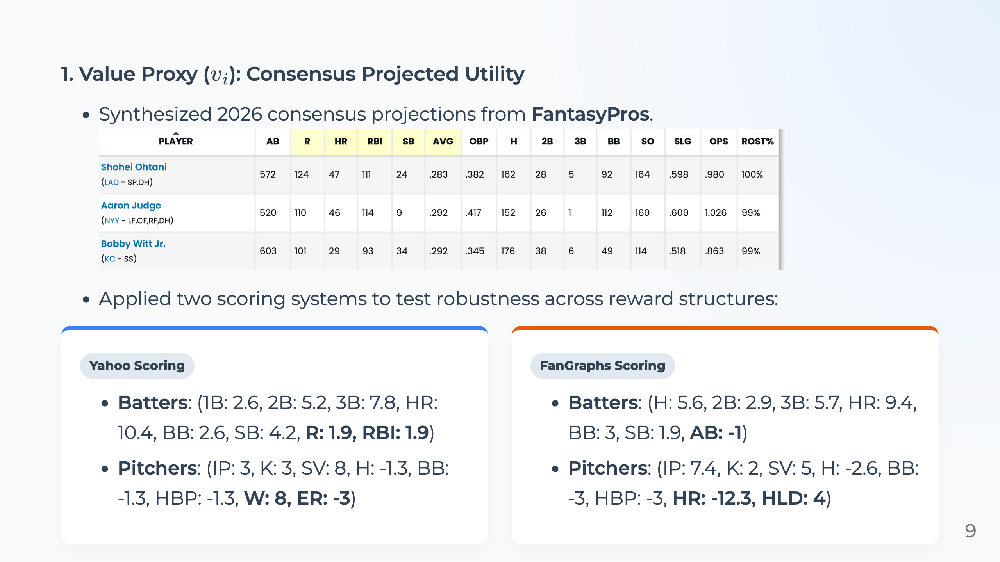 1. Value Proxy (v_i): Consensus Projected Utility
• Synthesized 2026 consensus projections from FantasyPros.
PLAYER AB R HR RBI SB AVG OBP H 2B 3B BB SO SLG OPS ROST%
Shohei Ohtani
(LAD - SP,DH) 572 124 47 111 24 .283 .382 162 28 5 92 164 .598 .980 100%
Aaron Judge
(NYY - LF,CF,RF,DH) 520 110 46 114 9 .292 .417 152 26 1 112 160 .609 1.026 99%
Bobby Witt Jr.
(KC - SS) 603 101 29 93 34 .292 .345 176 38 6 49 114 .518 .863 99%
• Applied two scoring systems to test robustness across reward structures:
Yahoo Scoring
• Batters: (1B: 2.6, 2B: 5.2, 3B: 7.8, HR:
10.4, BB: 2.6, SB: 4.2, R: 1.9, RBI: 1.9)
• Pitchers: (IP: 3, K: 3, SV: 8, H: -1.3, BB:
-1.3, HBP: -1.3, W: 8, ER: -3)
FanGraphs Scoring
• Batters: (H: 5.6, 2B: 2.9, 3B: 5.7, HR: 9.4,
BB: 3, SB: 1.9, AB: -1)
• Pitchers: (IP: 7.4, K: 2, SV: 5, H: -2.6, BB:
-3, HBP: -3, HR: -12.3, HLD: 4)
9